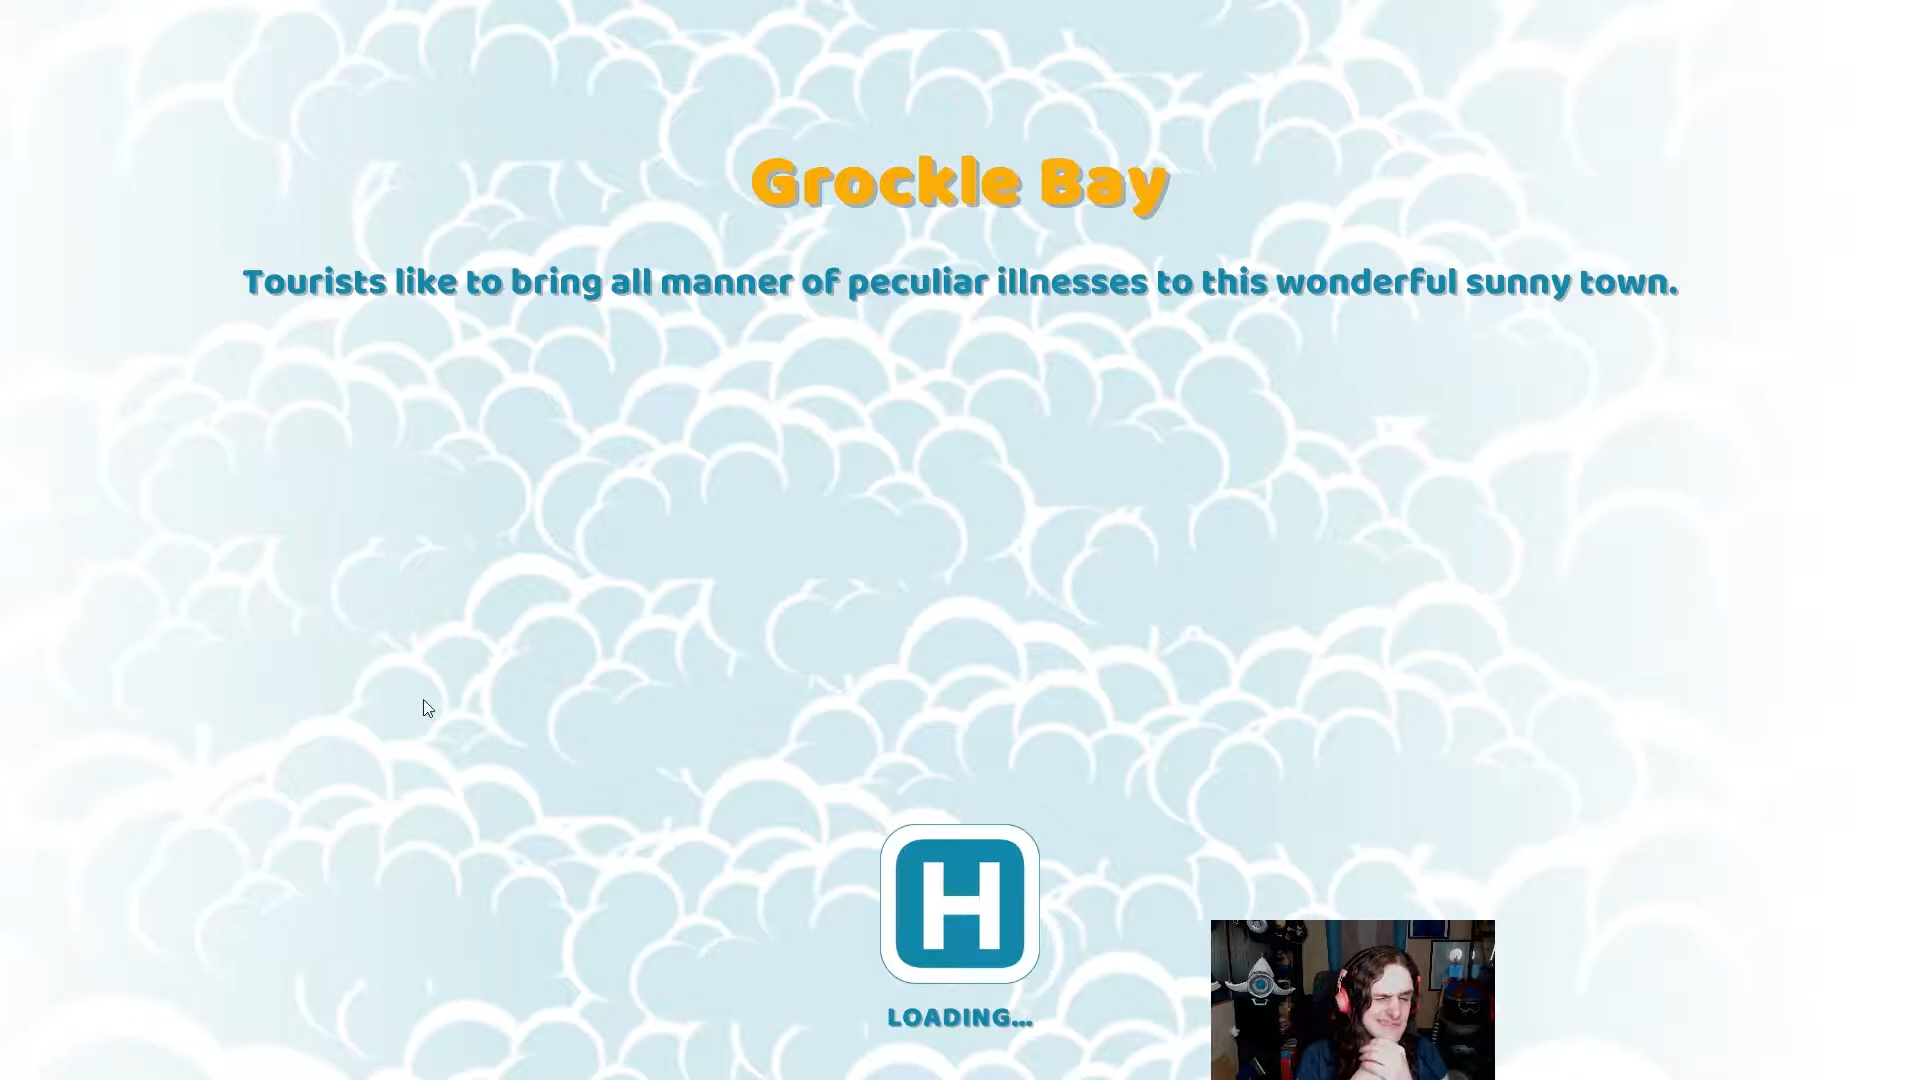 Grockle Bay
Tourists like to bring all manner of peculiar illnesses to this wonderful sunny town.
H
LOADING...